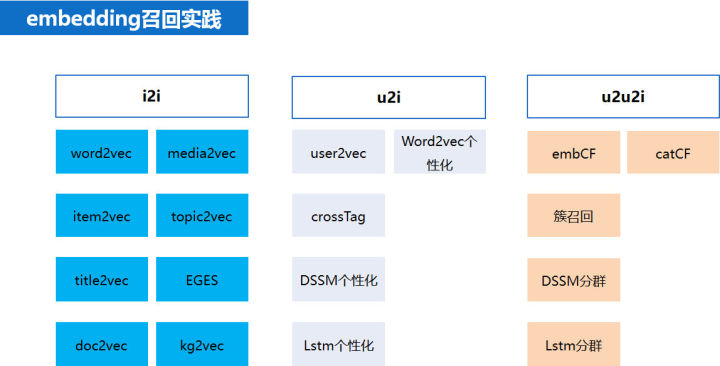 embedding召回实践
i2i
u2i
u2u2i
word2vec
media2vec
user2vec
Word2vec个
性化
embCF
catCF
item2vec
topic2vec
crossTag
簇召回
title2vec
EGES
DSSM个性化
DSSM分群
doc2vec
kg2vec
Lstm个性化
Lstm分群